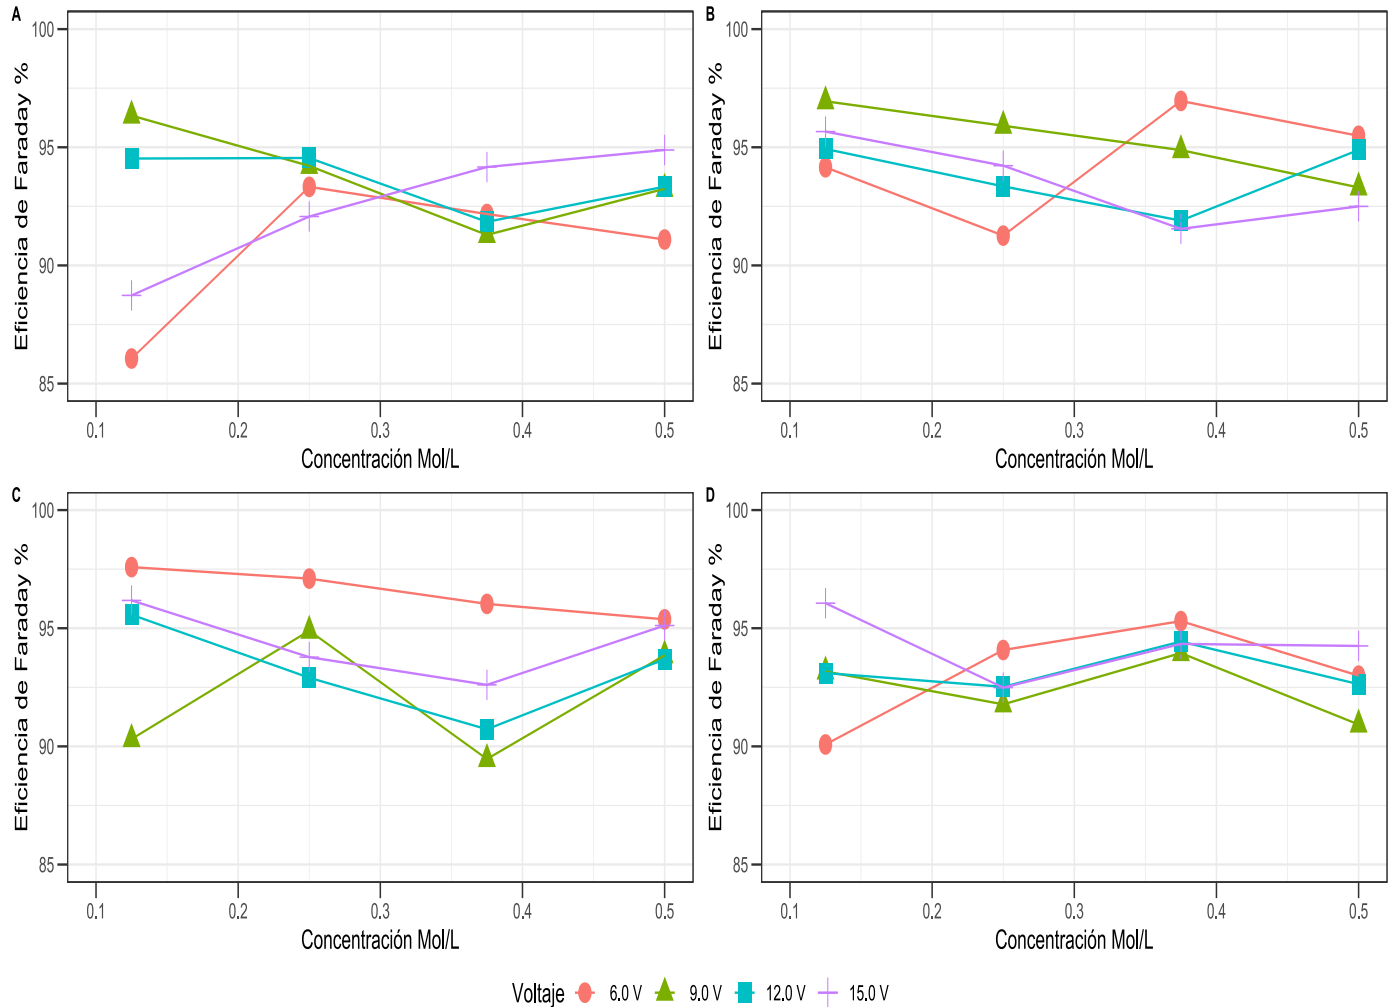 A
Eficiencia de Faraday %
100
95
90
85
0.1 0.2 0.3 0.4 0.5
Concentración Mol/L
B
Eficiencia de Faraday %
100
95
90
85
0.1 0.2 0.3 0.4 0.5
Concentración Mol/L
C
Eficiencia de Faraday %
100
95
90
85
0.1 0.2 0.3 0.4 0.5
Concentración Mol/L
D
Eficiencia de Faraday %
100
95
90
85
0.1 0.2 0.3 0.4 0.5
Concentración Mol/L
Voltaje 6.0 V 9.0 V 12.0 V 15.0 V